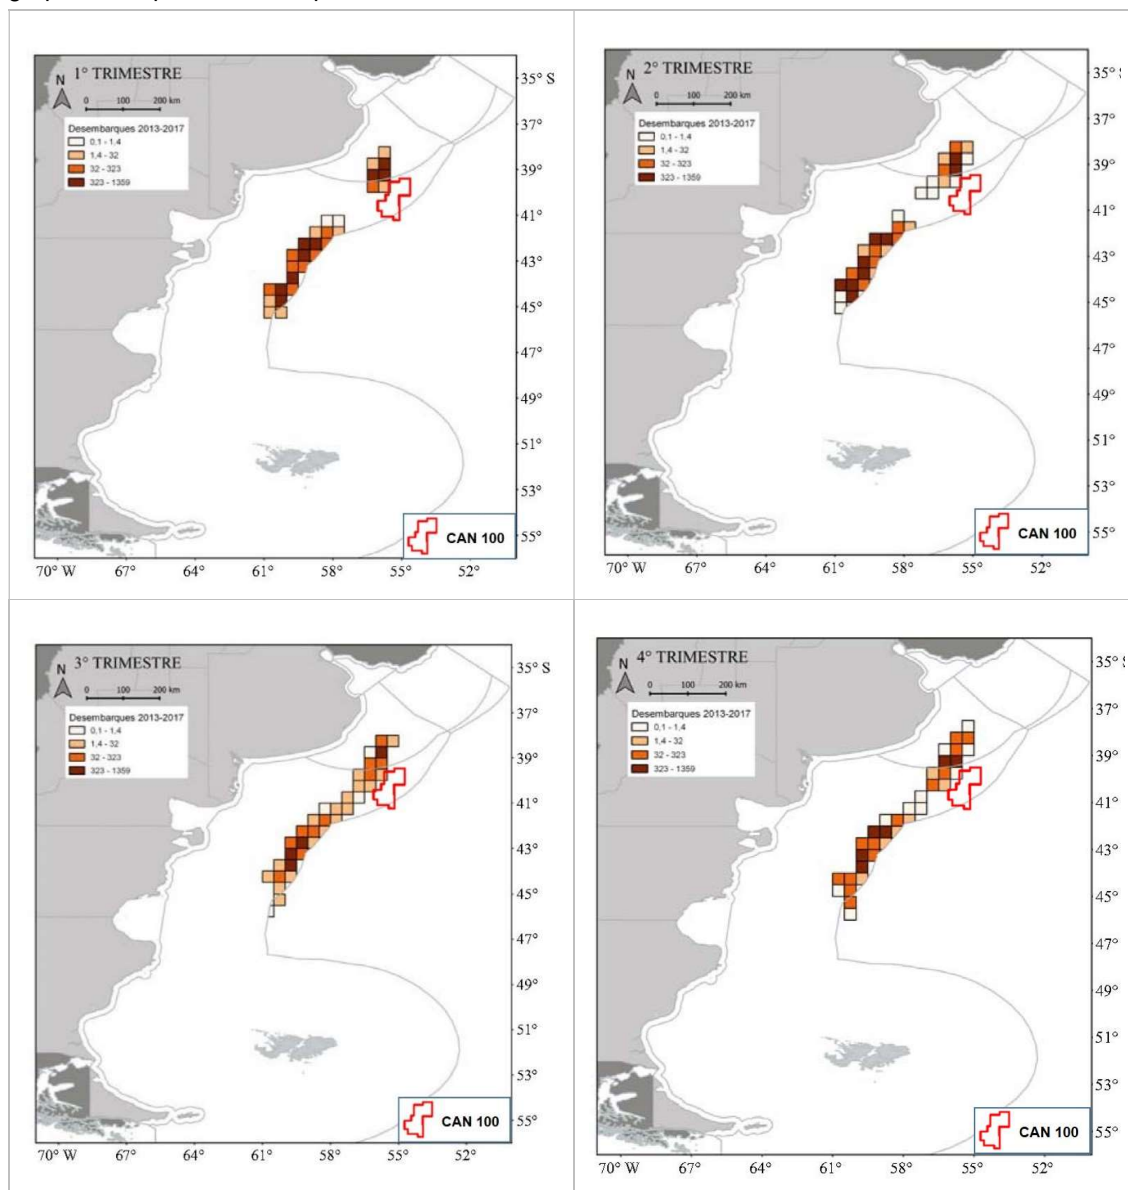 1° TRIMESTRE
N
0 100 200 km
Desembarques 2013-2017
0,1 - 1,4
1,4 - 32
32 - 323
323 - 1359
35° S
37°
39°
41°
43°
45°
47°
49°
51°
53°
55°
CAN 100
70° W 67° 64° 61° 58° 55° 52°
2° TRIMESTRE
N
0 100 200 km
Desembarques 2013-2017
0,1 - 1,4
1,4 - 32
32 - 323
323 - 1359
35°
37°
39°
41°
43°
45°
47°
49°
51°
53°
55°
CAN 100
70° W 67° 64° 61° 58° 55° 52°
3° TRIMESTRE
N
0 100 200 km
Desembarques 2013-2017
0,1 - 1,4
1,4 - 32
32 - 323
323 - 1359
35° S
37°
39°
41°
43°
45°
47°
49°
51°
53°
55°
CAN 100
70° W 67° 64° 61° 58° 55° 52°
4° TRIMESTRE
N
0 100 200 km
Desembarques 2013-2017
0,1 - 1,4
1,4 - 32
32 - 323
323 - 1359
35°
37°
39°
41°
43°
45°
47°
49°
51°
53°
55°
CAN 100
70° W 67° 64° 61° 58° 55° 52°